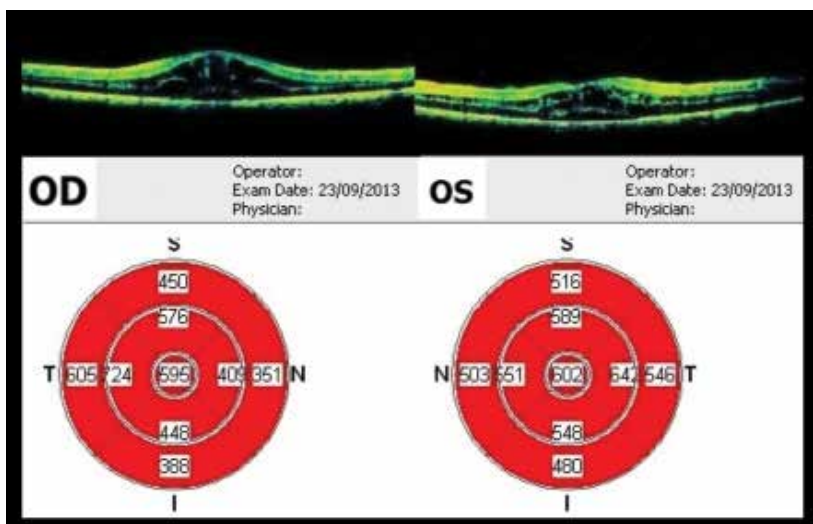 OD
Operator:
Exam Date: 23/09/2013
Physician:
OS
Operator:
Exam Date: 23/09/2013
Physician:
S
450
576
T 605 724 595 409 351 N
448
388
I
S
516
589
N 503 551 602 642 546 T
548
480
I